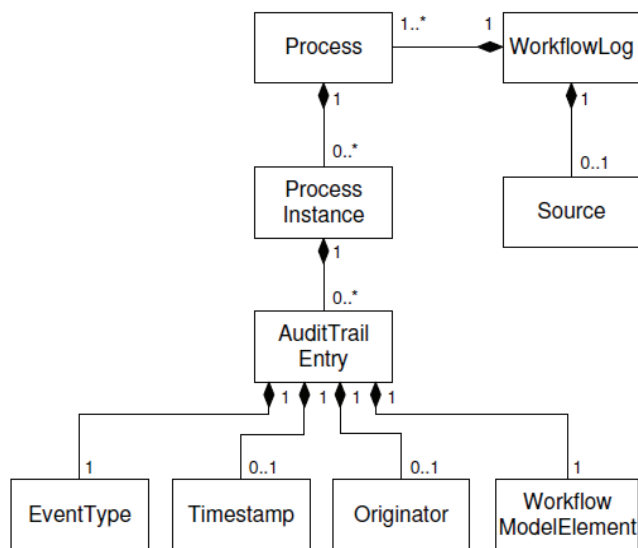 Process
1..*
1
WorkflowLog
1
1
0..*
0..1
Process
Instance
Source
1
0..*
AuditTrail
Entry
1
1
1
1
1
0..1
0..1
1
EventType
Timestamp
Originator
Workflow
ModelElement